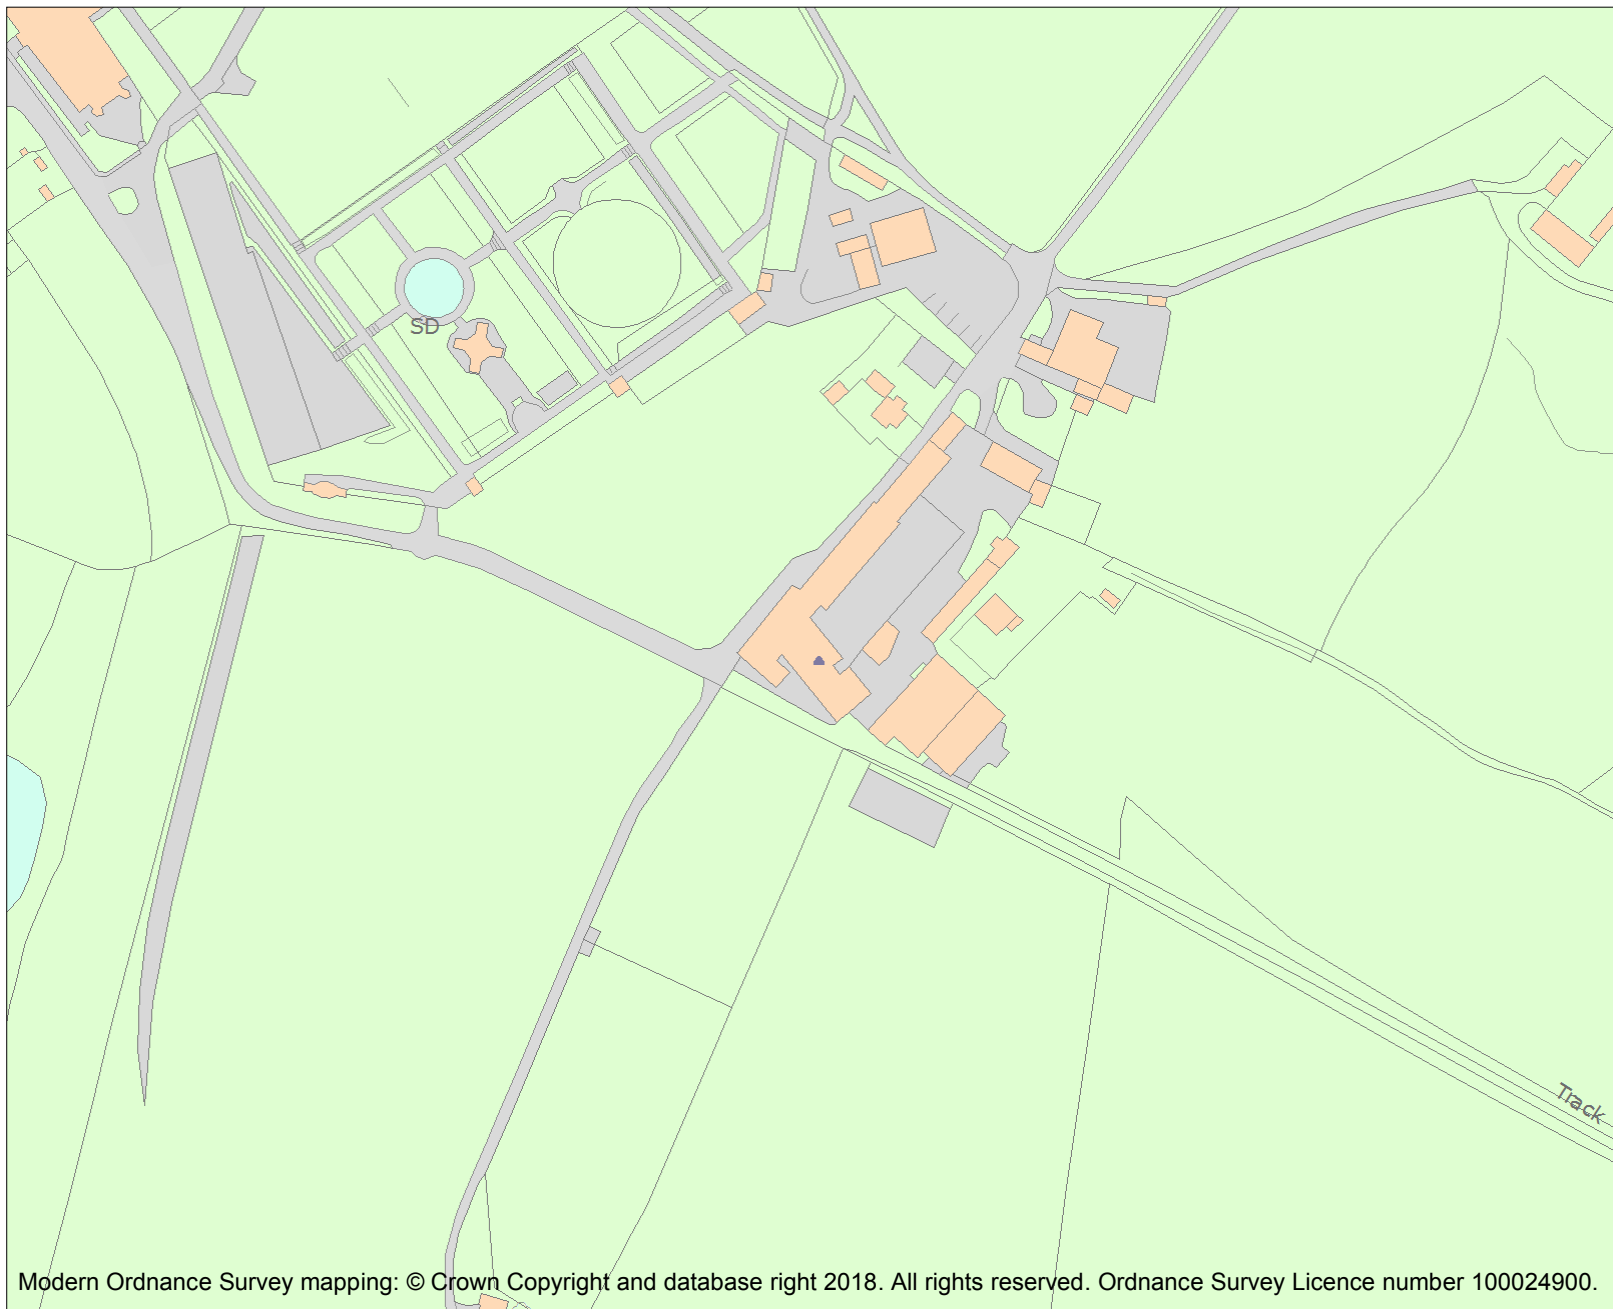 SD
Track
Modern Ordnance Survey mapping: © Crown Copyright and database right 2018. All rights reserved. Ordnance Survey Licence number 100024900.